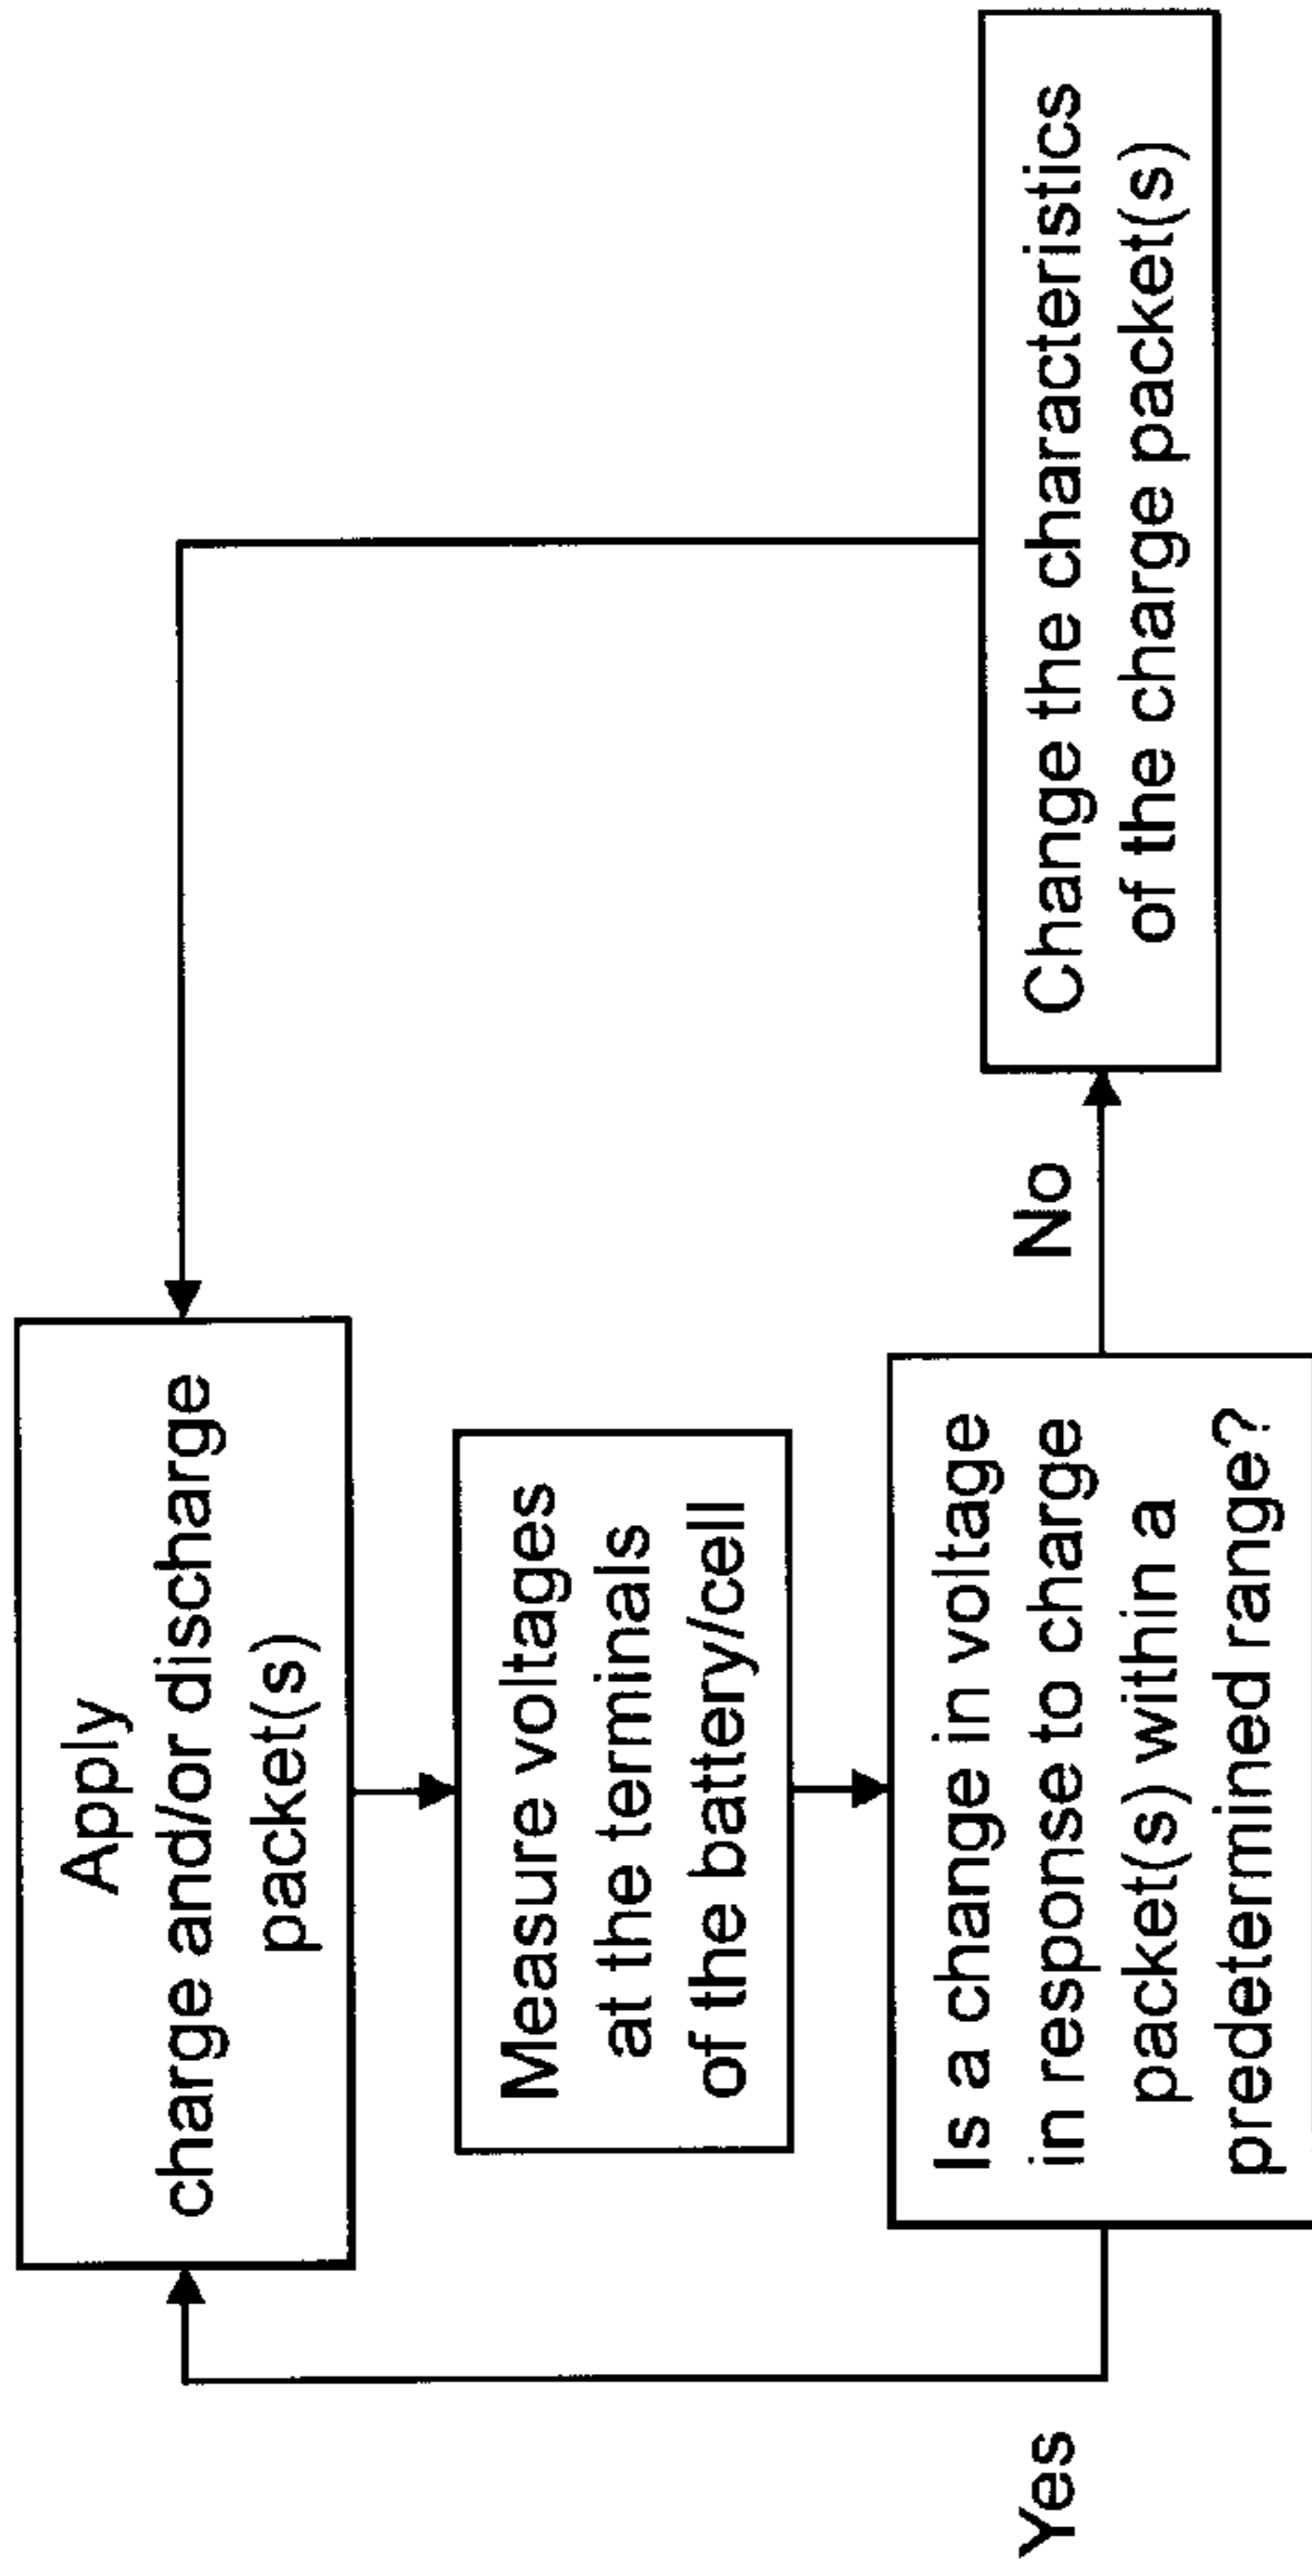 Apply
charge and/or discharge
packet(s)
Measure voltages
at the terminals
of the battery/cell
Is a change in voltage
in response to charge
packet(s) within a
predetermined range?
Yes
No
Change the characteristics
of the charge packet(s)